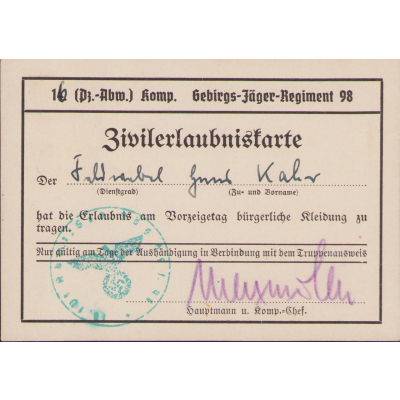 16 (Pz.-Abw.) Komp. Gebirgs-Jäger-Regiment 98
Zivilerlaubniskarte
Der Feldwebel
(Dienstgrad) (Zu- und Vorname)
hat die Erlaubnis am Vorzeigetag bürgerliche Kleidung zu
tragen.
Nur gültig am Tage der Aushändigung in Verbindung mit dem Truppenausweis
Hauptmann u. Komp.-Chef.